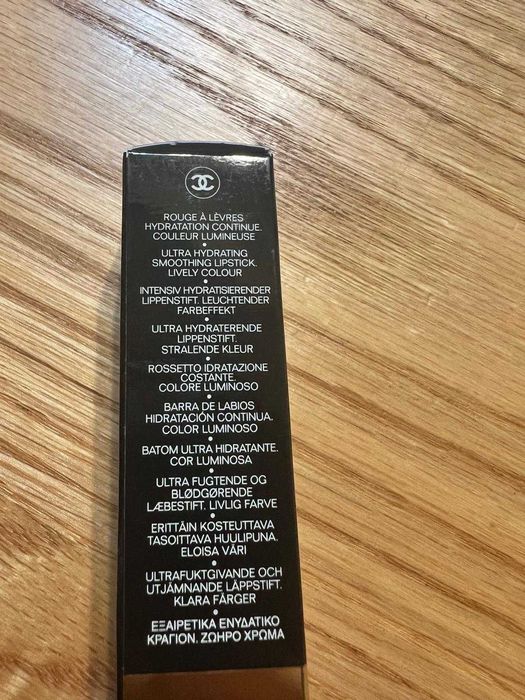 ROUGE À LÈVRES
HYDRATATION CONTINUE.
COULEUR LUMINEUSE
•
ULTRA HYDRATING
SMOOTHING LIPSTICK.
LIVELY COLOUR
•
INTENSIV HYDRATISIERENDER
LIPPENSTIFT. LEUCHTENDER
FARBEFFEKT
•
ULTRA HYDRATERENDE
LIPPENSTIFT.
STRALENDE KLEUR
•
ROSSETTO IDRATAZIONE
COSTANTE.
COLORE LUMINOSO
•
BARRA DE LABIOS
HIDRATACIÓN CONTINUA.
COLOR LUMINOSO
•
BATOM ULTRA HIDRATANTE.
COR LUMINOSA
•
ULTRA FUGTENDE OG
BLØDGØRENDE
LÆBESTIFT. LIVLIG FARVE
•
ERITTÄIN KOSTEUTTAVA
TASOITTAVA HUULIPUNA.
ELOISA VÄRI
•
ULTRAFUKTGIVANDE OCH
UTJÄMNANDE LÄPPSTIFT.
KLARA FÄRGER
•
ΕΞΑΙΡΕΤΙΚΑ ΕΝΥΔΑΤΙΚΟ
ΚΡΑΓΙΟΝ. ΖΩΗΡΟ ΧΡΩΜΑ